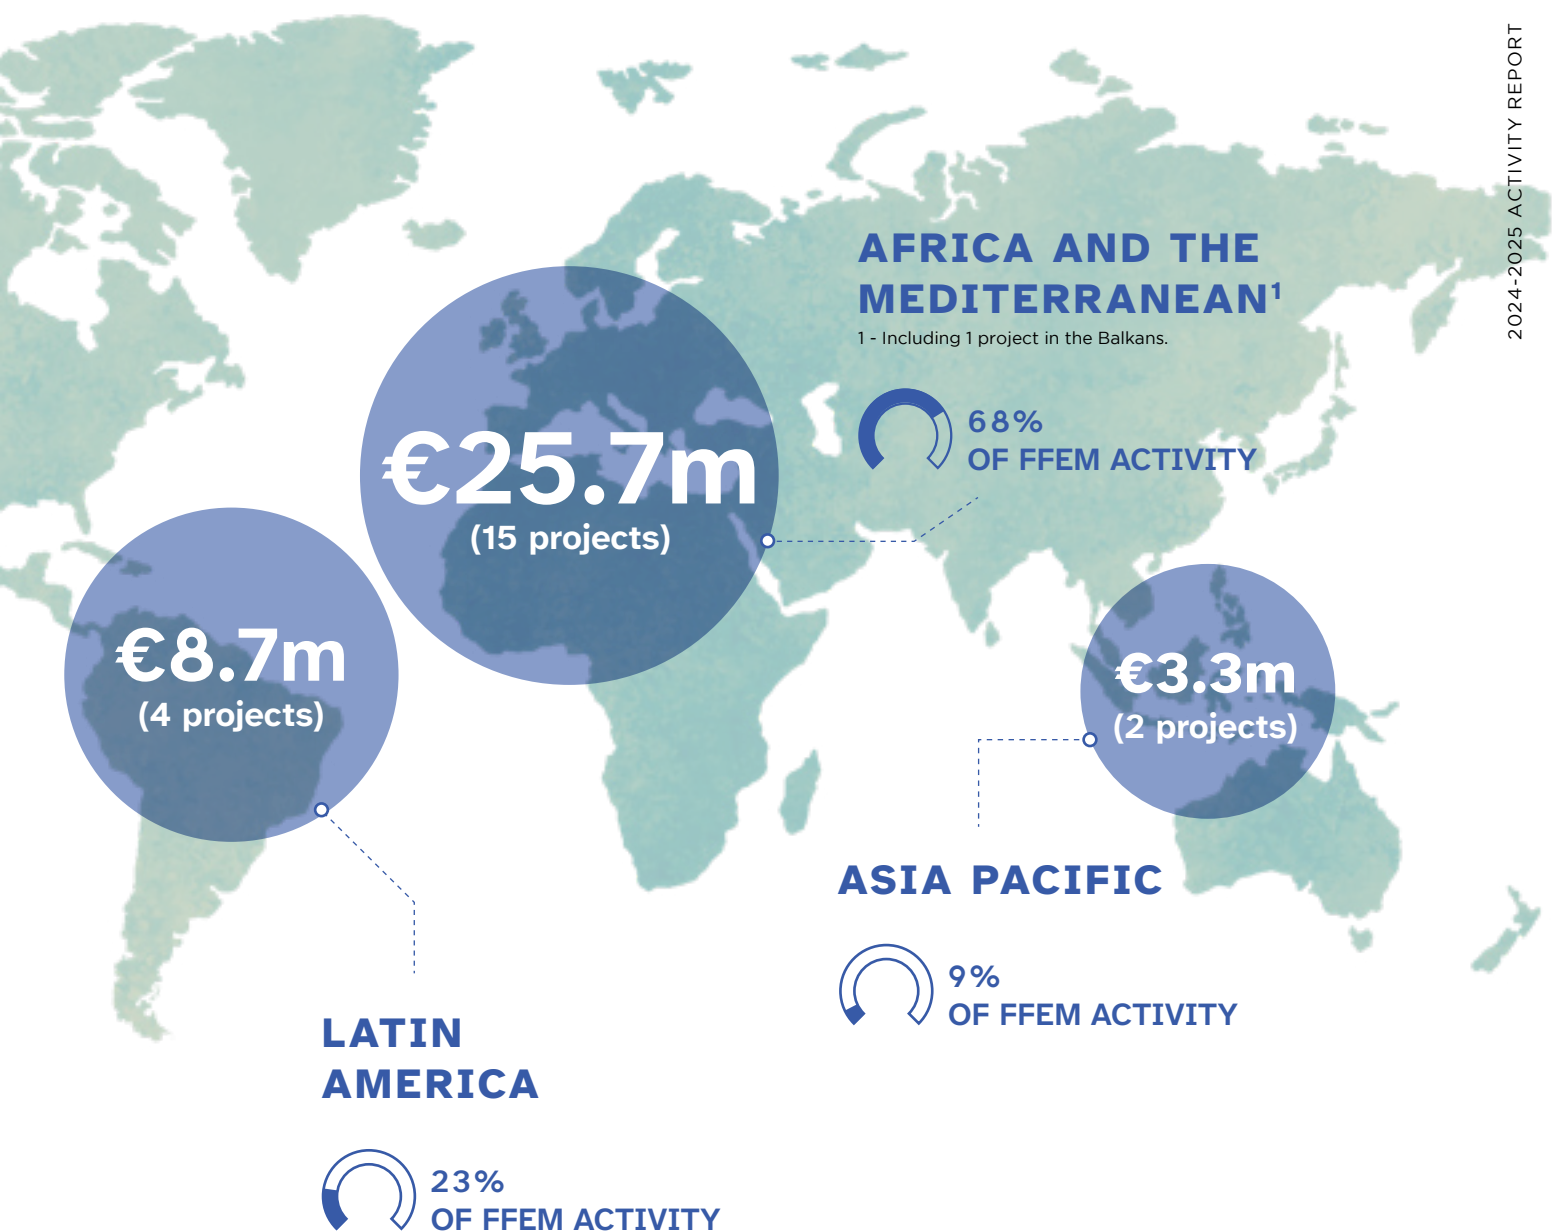 2024-2025 ACTIVITY REPORT
AFRICA AND THE
MEDITERRANEAN¹
1 - Including 1 project in the Balkans.
68%
OF FFEM ACTIVITY
€25.7m
(15 projects)
€8.7m
(4 projects)
€3.3m
(2 projects)
ASIA PACIFIC
9%
OF FFEM ACTIVITY
LATIN
AMERICA
23%
OF FFEM ACTIVITY